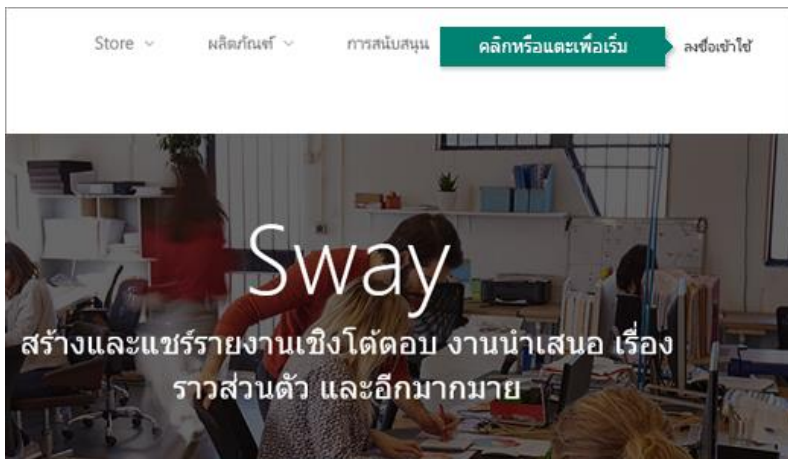 Store
ผลิตภัณฑ์
การสนับสนุน
คลิกหรือแตะเพื่อเริ่ม
ลงชื่อเข้าใช้
Sway
สร้างและแชร์รายงานเชิงโต้ตอบ งานนำเสนอ เรื่อง
ราวส่วนตัว และอีกมากมาย